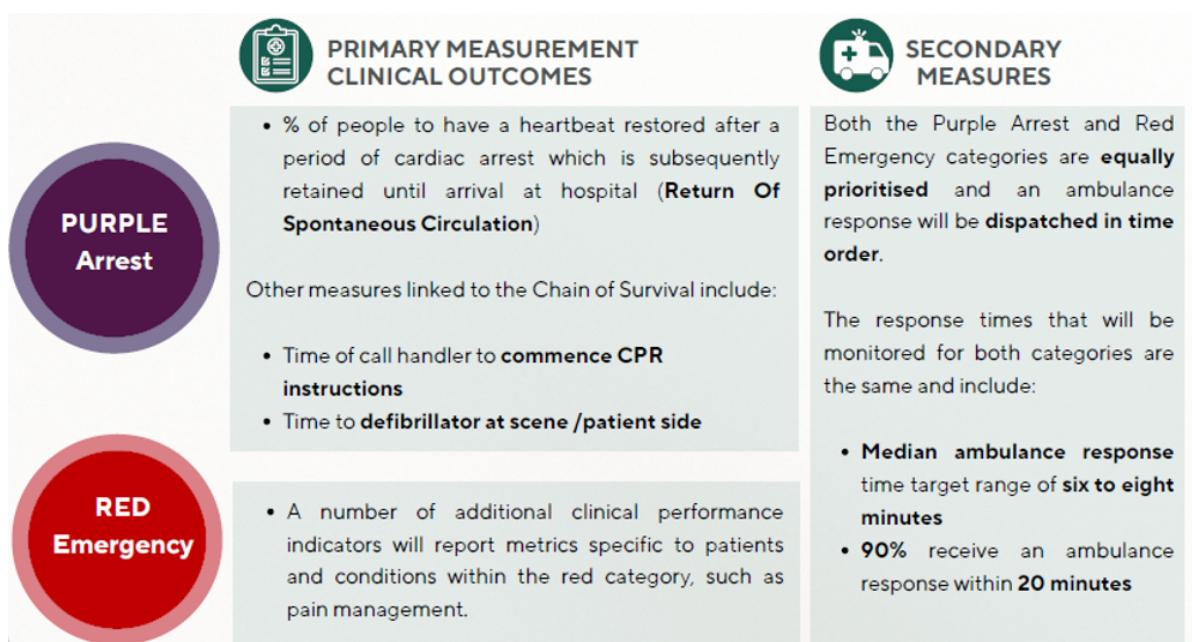 PRIMARY MEASUREMENT
CLINICAL OUTCOMES
SECONDARY
MEASURES
PURPLE
Arrest
• % of people to have a heartbeat restored after a
period of cardiac arrest which is subsequently
retained until arrival at hospital (Return Of
Spontaneous Circulation)
Other measures linked to the Chain of Survival include:
• Time of call handler to commence CPR
instructions
• Time to defibrillator at scene /patient side
RED
Emergency
• A number of additional clinical performance
indicators will report metrics specific to patients
and conditions within the red category, such as
pain management.
Both the Purple Arrest and Red
Emergency categories are equally
prioritised and an ambulance
response will be dispatched in time
order.
The response times that will be
monitored for both categories are
the same and include:
• Median ambulance response
time target range of six to eight
minutes
• 90% receive an ambulance
response within 20 minutes